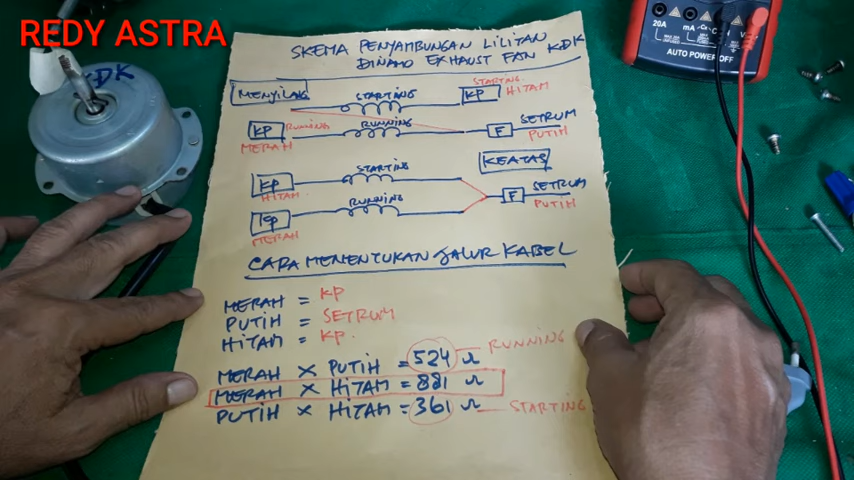 REDY ASTRA
KDK
SKEMA PENYAMBUNGAN LILITAN
DINAMO EXHAUST FAN KDK
MENYILANG
STARTING
STARTING
KP HITAM
KP RUNNING
MERAH
RUNNING
F SETRUM
PUTIH
KEATAS
KP STARTING
HITAM
KP RUNNING
MERAH
F SETRUM
PUTIH
CARA MENENTUKAN JALUR KABEL
MERAH = KP
PUTIH = SETRUM
HITAM = KP.
MERAH X PUTIH = 524 Ω RUNNING
MERAH X HITAM = 881 Ω
PUTIH X HITAM = 361 Ω STARTING
20A
mA
AUTO POWER OFF